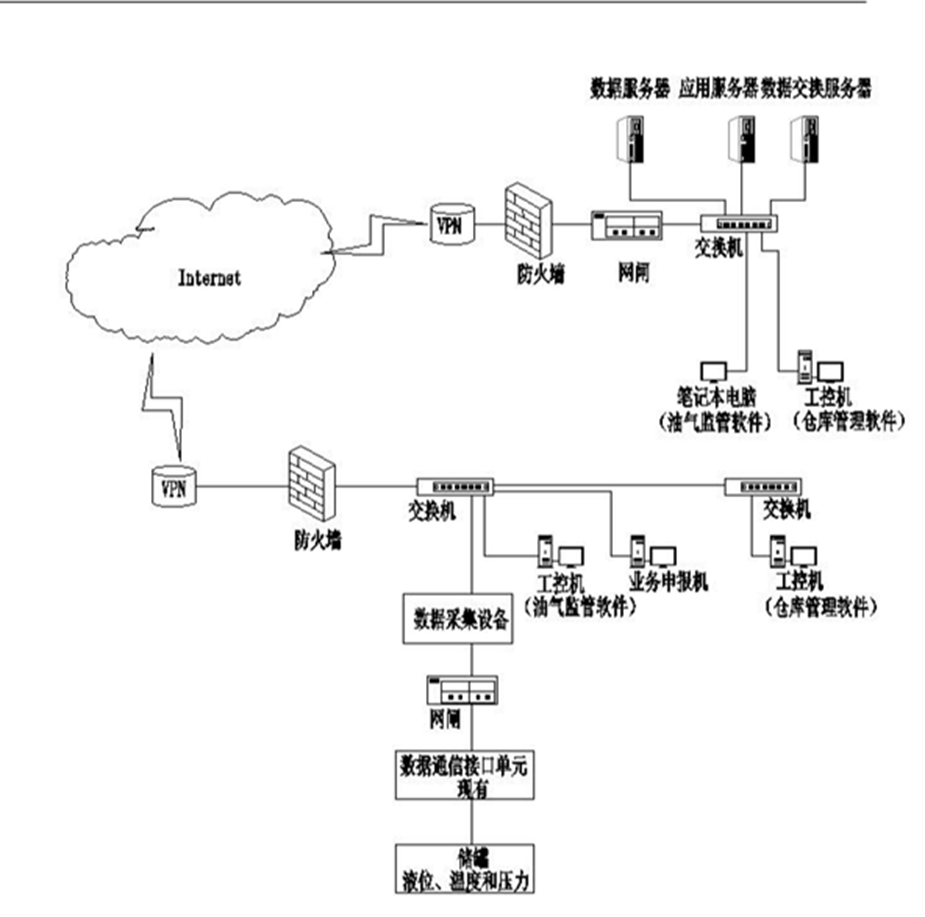 数据服务器 应用服务器 数据交换服务器
VPN
交换机
防火墙
网闸
Internet
笔记本电脑
(油气监管软件)
工控机
(仓库管理软件)
VPN
交换机
交换机
防火墙
工控机
(油气监管软件)
业务申报机
工控机
(仓库管理软件)
数据采集设备
网闸
数据通信接口单元
现有
储罐
液位、温度和压力